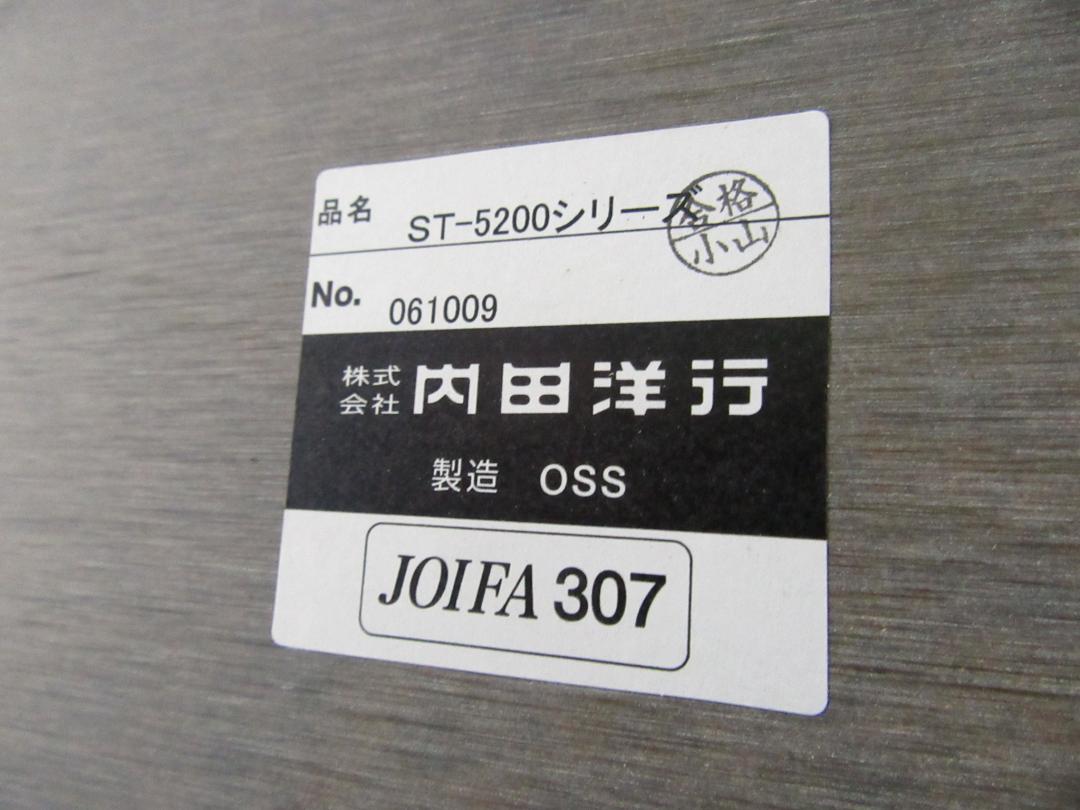 品名 ST-5200シリーズ
合格
小山
No. 061009
株式会社 内田洋行
製造 OSS
JOIFA 307